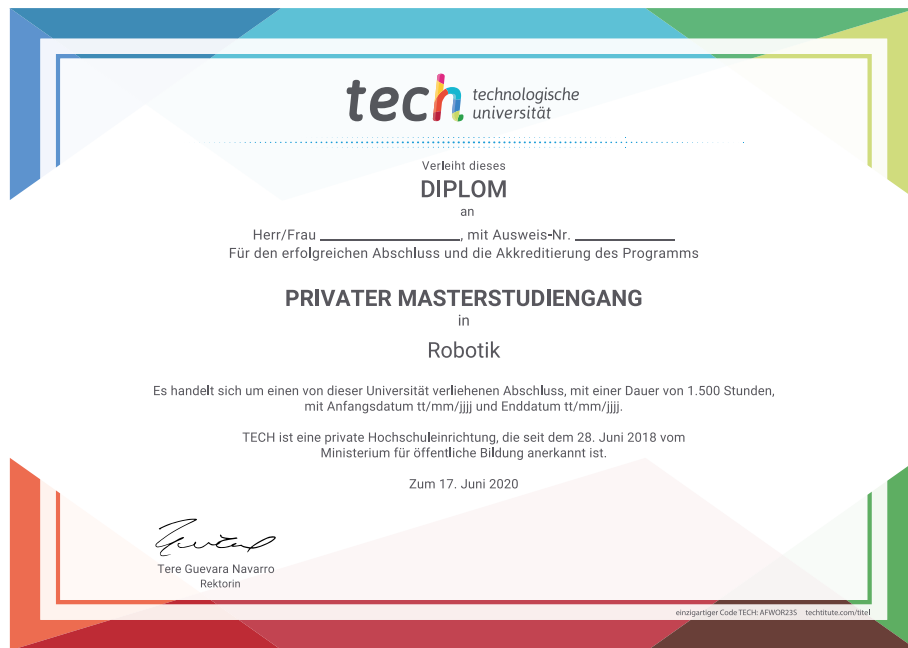 tech technologische
universität
Verleiht dieses
DIPLOM
an
Herr/Frau ____________, mit Ausweis-Nr. ____________
Für den erfolgreichen Abschluss und die Akkreditierung des Programms
PRIVATER MASTERSTUDIENGANG
in
Robotik
Es handelt sich um einen von dieser Universität verliehenen Abschluss, mit einer Dauer von 1.500 Stunden,
mit Anfangsdatum tt/mm/jjjj und Enddatum tt/mm/jjjj.
TECH ist eine private Hochschuleinrichtung, die seit dem 28. Juni 2018 vom
Ministerium für öffentliche Bildung anerkannt ist.
Zum 17. Juni 2020
Tere Guevara Navarro
Rektorin
einzigartiger Code TECH: AFWOR23S techtitute.com/titel